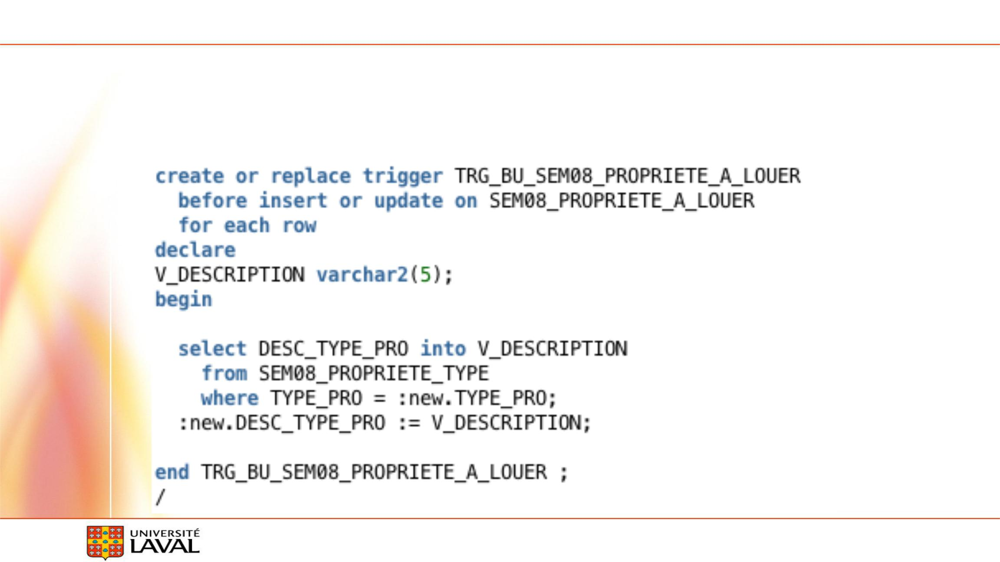 create or replace trigger TRG_BU_SEM08_PROPRIETE_A_LOUER
before insert or update on SEM08_PROPRIETE_A_LOUER
for each row
declare
V_DESCRIPTION varchar2(5);
begin
select DESC_TYPE_PRO into V_DESCRIPTION
from SEM08_PROPRIETE_TYPE
where TYPE_PRO = :new.TYPE_PRO;
:new.DESC_TYPE_PRO := V_DESCRIPTION;
end TRG_BU_SEM08_PROPRIETE_A_LOUER ;
/
UNIVERSITÉ
LAVAL